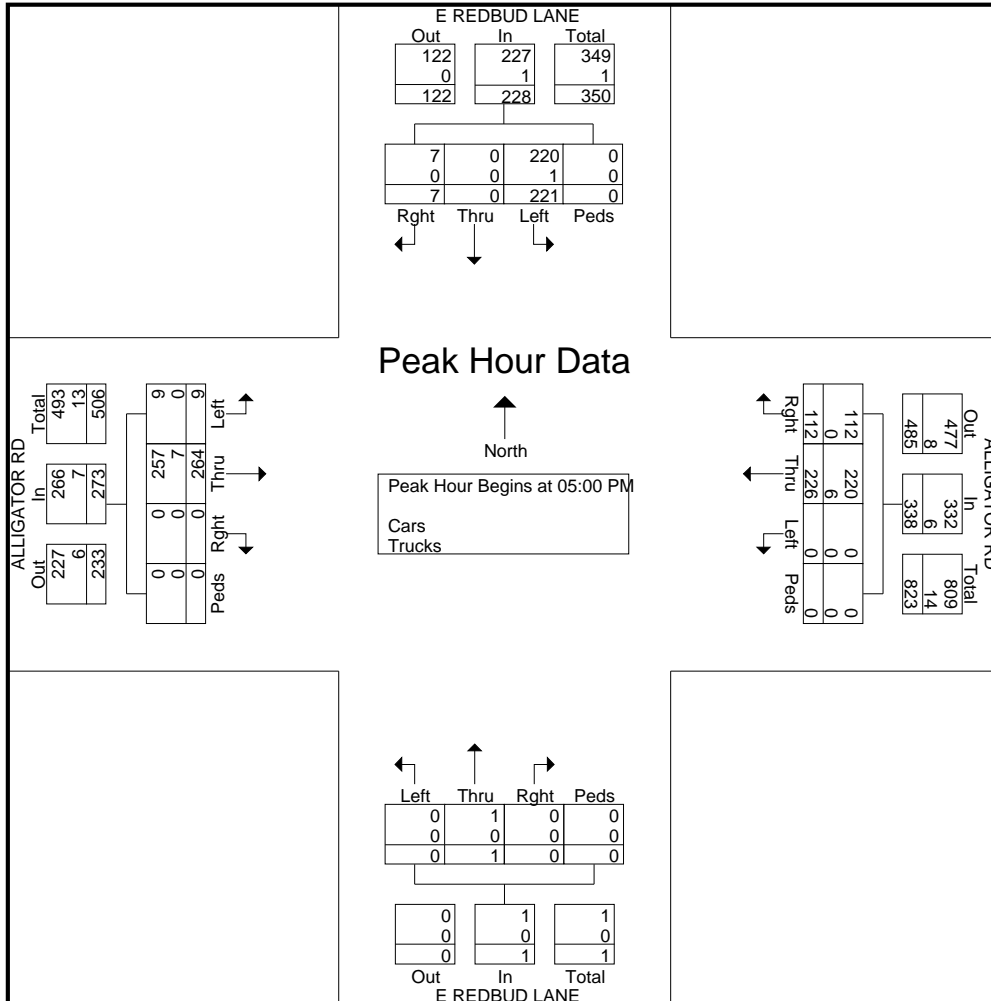 E REDBUD LANE
Out In Total
122 227 349
0 1 1
122 228 350
7 0 220 0
0 0 1 0
7 0 221 0
Rght Thru Left Peds
Peak Hour Data
North
Peak Hour Begins at 05:00 PM
Cars
Trucks
ALLIGATOR RD
Out In Total
227 266 493
6 7 13
233 273 506
Peds Rght Thru Left
0 0 257 9
0 0 7 0
0 0 264 9
ALLIGATOR RD
Out In Total
477 332 809
8 6 14
485 338 823
112 220 0 0
0 6 0 0
112 226 0 0
Rght Thru Left Peds
Left Thru Rght Peds
0 1 0 0
0 0 0 0
0 1 0 0
0 1 1
0 0 0
0 1 1
Out In Total
E REDBUD LANE